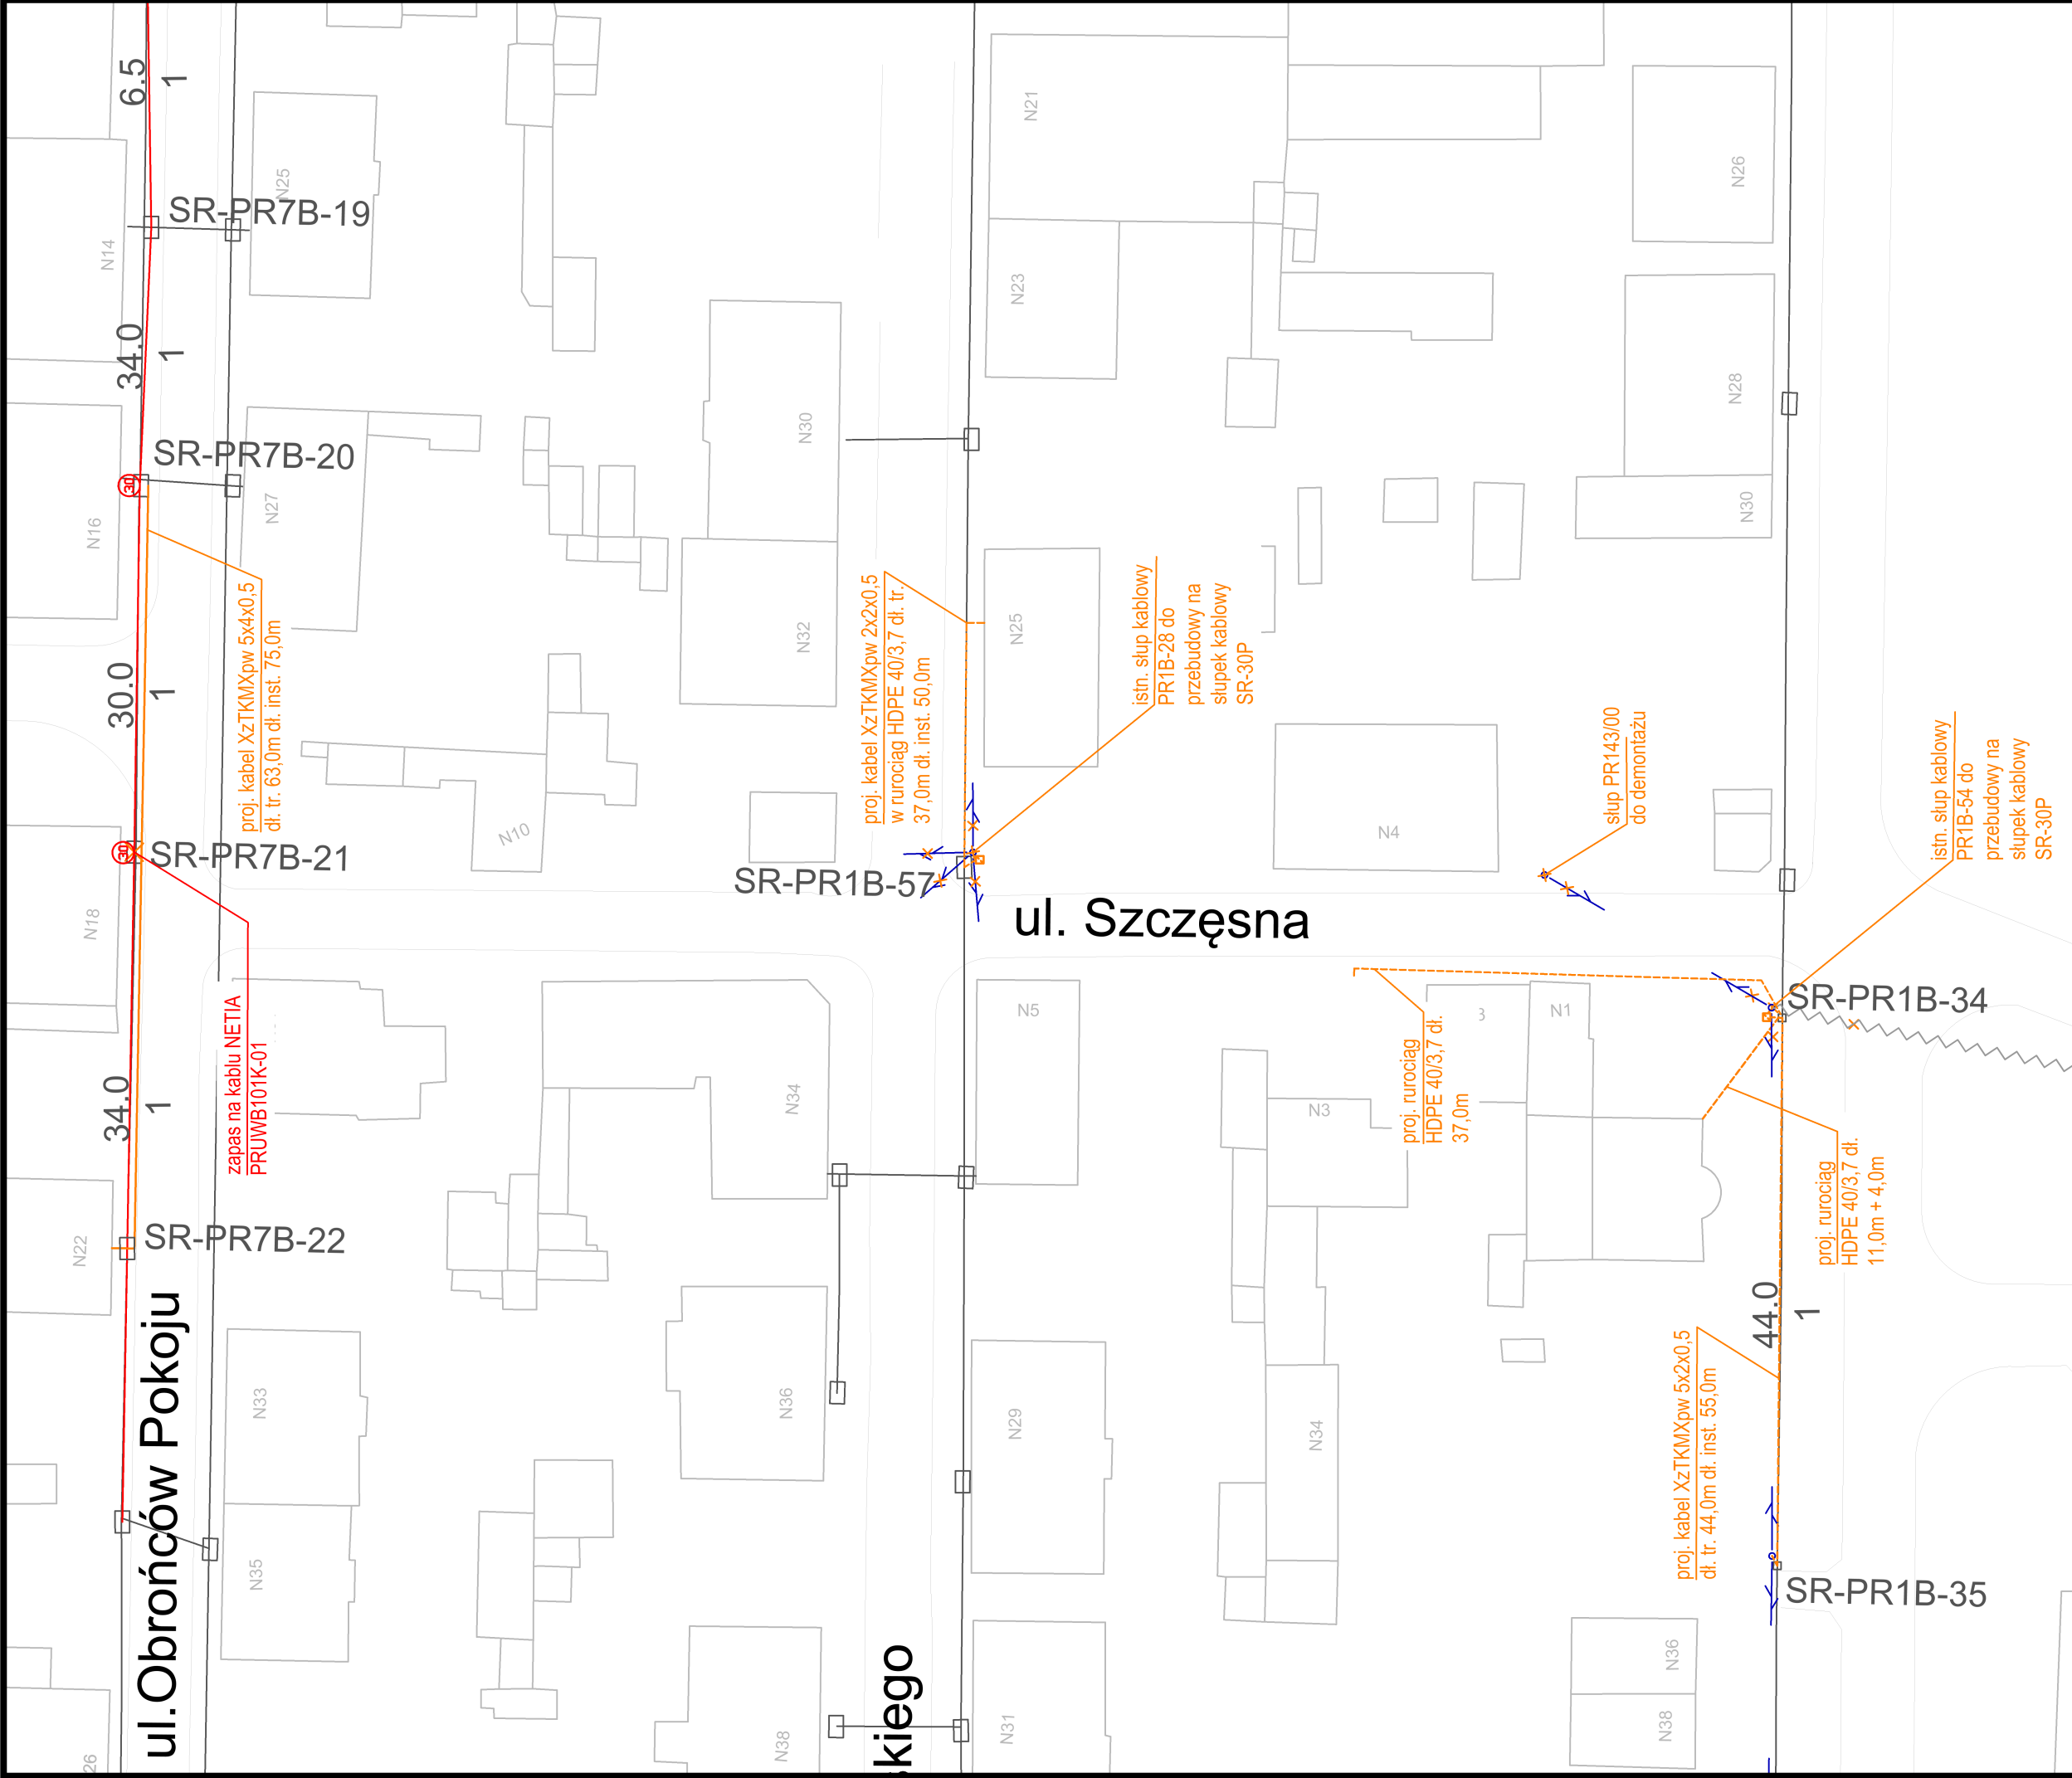 6.5
1
SR-PR7B-19
N25
N14
34.0
1
SR-PR7B-20
30
N16
N27
proj. kabel XzTKMXpw 5x4x0,5
dł. tr. 63,0m dł. inst. 75,0m
30.0
1
30
SR-PR7B-21
N18
zapas na kablu NETIA
PRUWB101K-01
34.0
1
SR-PR7B-22
N22
ul.Obrońców Pokoju
N33
N35
26
N10
N30
N32
proj. kabel XzTKMXpw 2x2x0,5
w rurociąg HDPE 40/3,7 dł. tr.
37,0m dł. inst. 50,0m
SR-PR1B-57
ul. Szczęsna
N34
N36
N38
skiego
N21
N23
N25
istn. słup kablowy
PR1B-28 do
przebudowy na
słupek kablowy
SR-30P
N5
N29
N31
N26
N28
N30
N4
słup PR143/00
do demontażu
istn. słup kablowy
PR1B-54 do
przebudowy na
słupek kablowy
SR-30P
SR-PR1B-34
N1
3
N3
proj. rurociąg
HDPE 40/3,7 dł.
37,0m
proj. rurociąg
HDPE 40/3,7 dł.
11,0m + 4,0m
44.0
1
N34
proj. kabel XzTKMXpw 5x2x0,5
dł. tr. 44,0m dł. inst. 55,0m
SR-PR1B-35
N36
N38